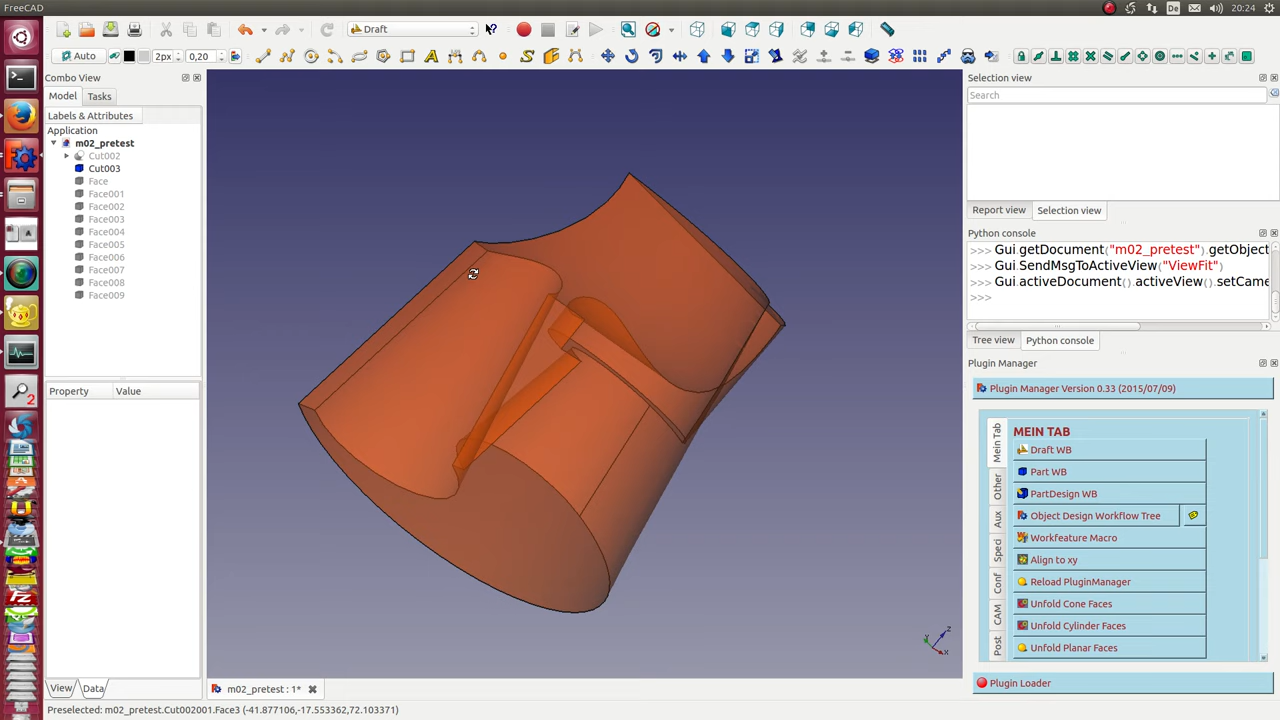 FreeCAD
De
20:24
Draft
Auto
2px
0,20
Combo View
Model
Tasks
Labels & Attributes
Application
m02_pretest
Cut002
Cut003
Face
Face001
Face002
Face003
Face004
Face005
Face006
Face007
Face008
Face009
Property
Value
View
Data
m02_pretest : 1*
Selection view
Search
Report view
Selection view
Python console
>>> Gui.getDocument("m02_pretest").getObject
>>> Gui.SendMsgToActiveView("ViewFit")
>>> Gui.activeDocument().activeView().setCame
>>>
Tree view
Python console
Plugin Manager
Plugin Manager Version 0.33 (2015/07/09)
Mein Tab
Other
Aux
Speci
Conf
CAM
Post
MEIN TAB
Draft WB
Part WB
PartDesign WB
Object Design Workflow Tree
Workfeature Macro
Align to xy
Reload PluginManager
Unfold Cone Faces
Unfold Cylinder Faces
Unfold Planar Faces
Plugin Loader
Preselected: m02_pretest.Cut002001.Face3 (-41.877106,-17.553362,72.103371)